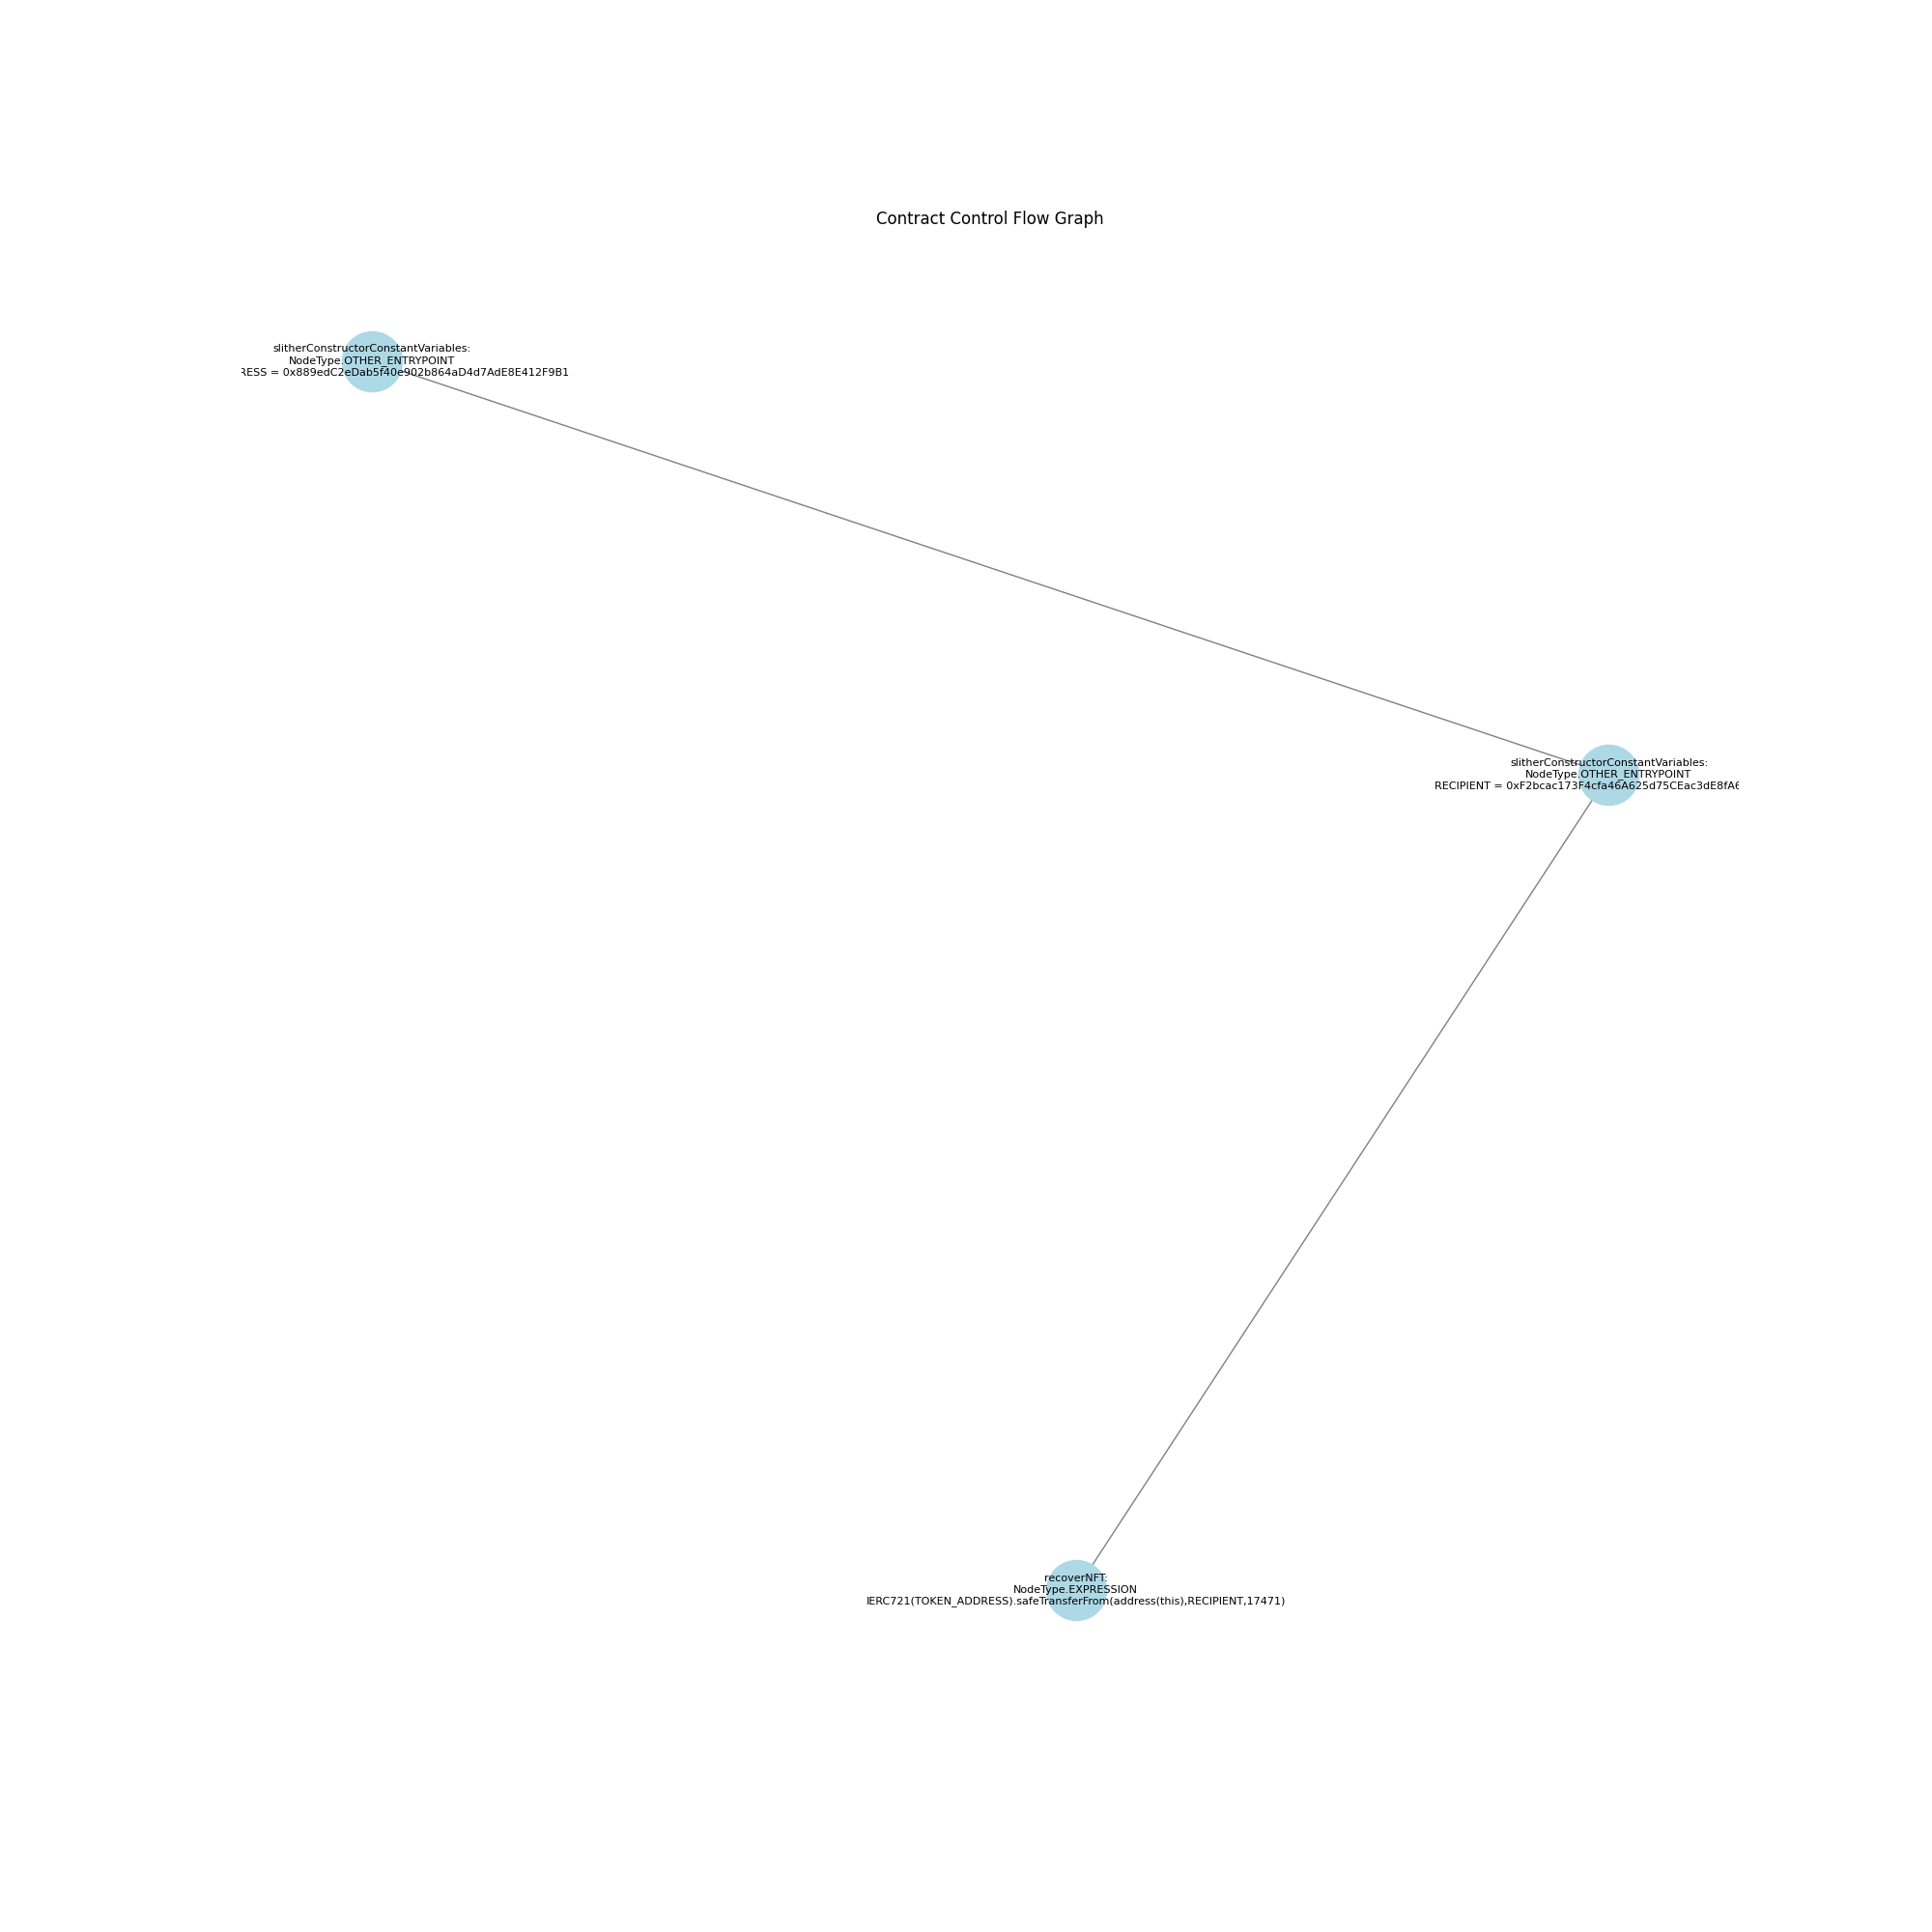 Contract Control Flow Graph
slitherConstructorConstantVariables:
NodeType.OTHER_ENTRYPOINT
RESS = 0x889edC2eDab5f40e902b864aD4d7AdE8E412F9B1
slitherConstructorConstantVariables:
NodeType.OTHER_ENTRYPOINT
RECIPIENT = 0xF2bcac173F4cfa46A625d75CEac3dE8fA6
recoverNFT:
NodeType.EXPRESSION
IERC721(TOKEN_ADDRESS).safeTransferFrom(address(this),RECIPIENT,17471)